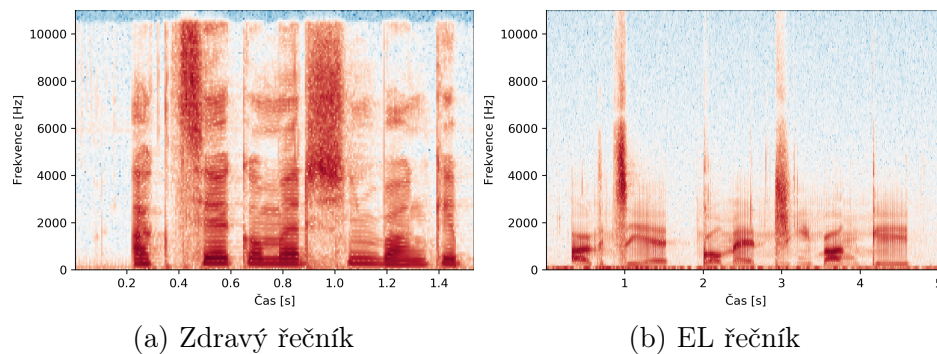 10000
8000
6000
4000
2000
0
Frekvence [Hz]
0.2 0.4 0.6 0.8 1.0 1.2 1.4
Čas [s]
(a) Zdravý řečník
10000
8000
6000
4000
2000
0
Frekvence [Hz]
1 2 3 4 5
Čas [s]
(b) EL řečník